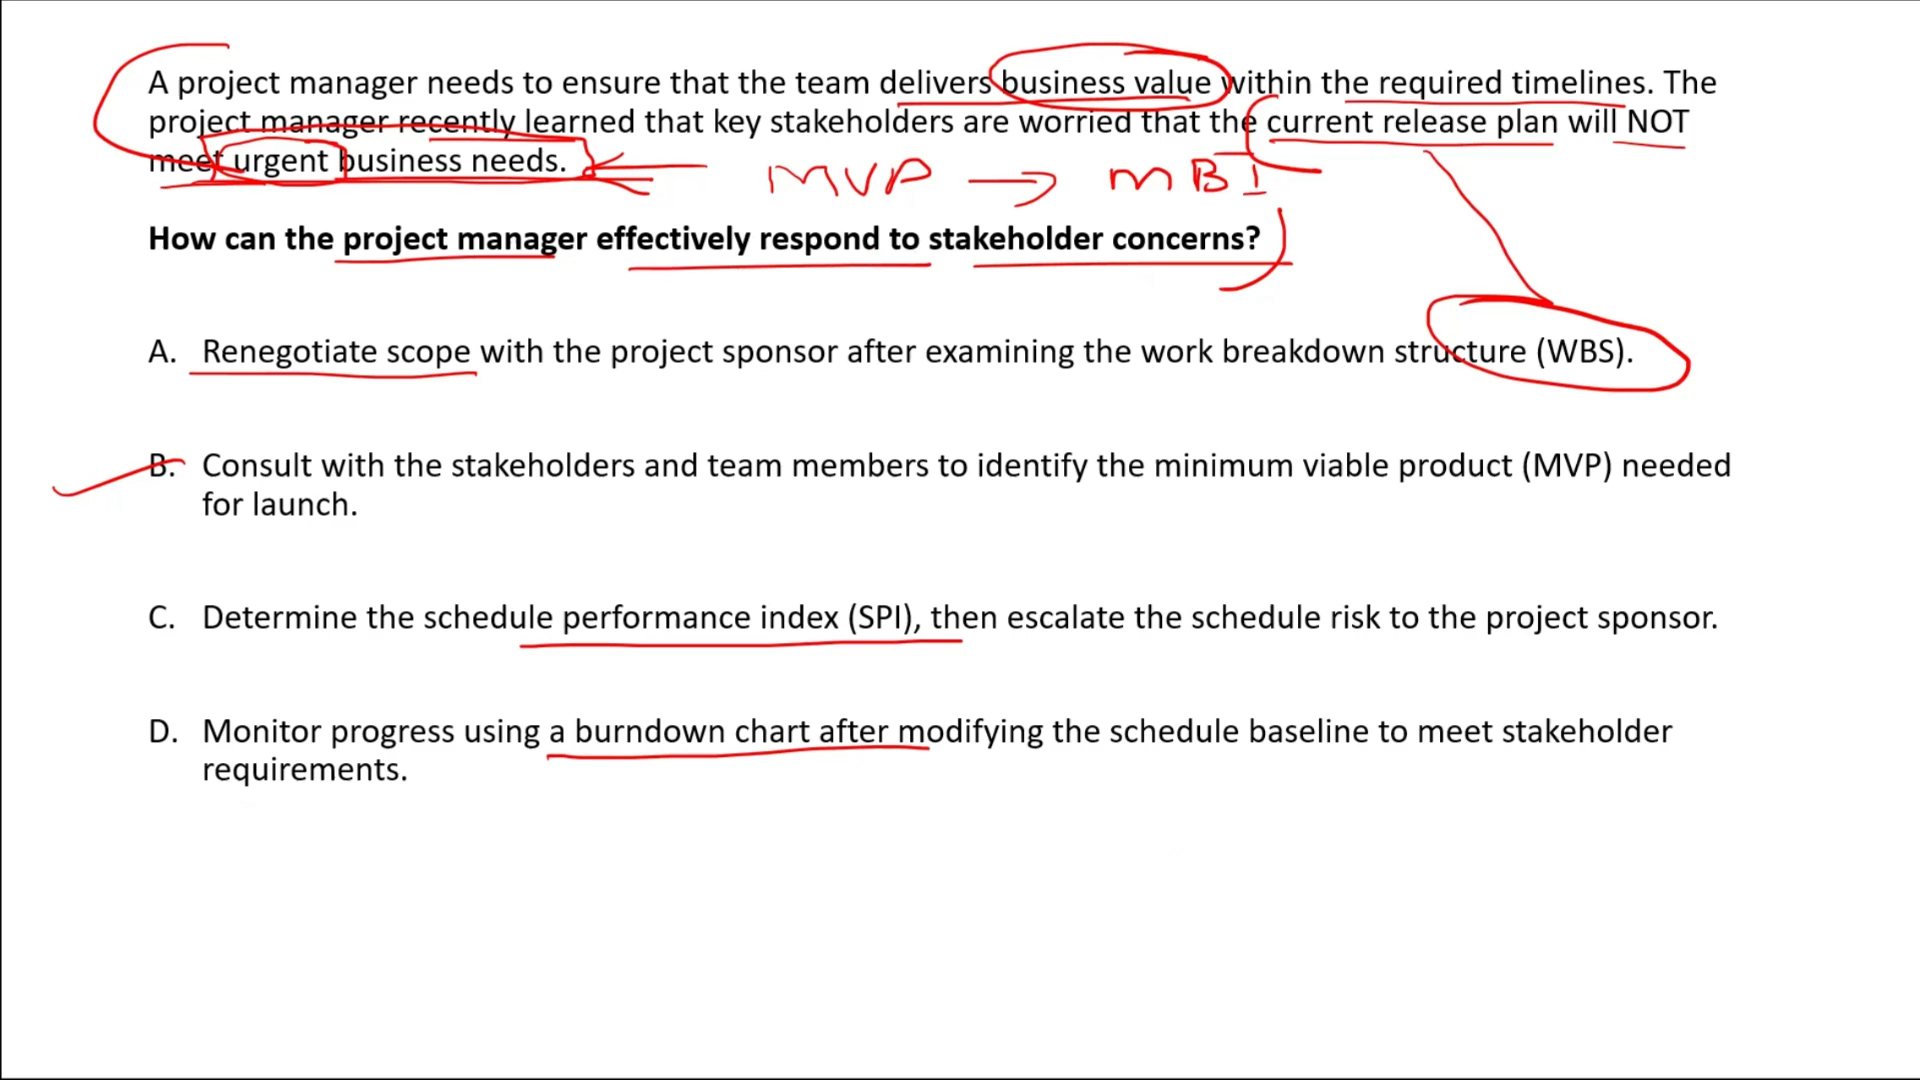 A project manager needs to ensure that the team delivers business value within the required timelines. The
project manager recently learned that key stakeholders are worried that the current release plan will NOT
meet urgent business needs.
MVP → MBI
How can the project manager effectively respond to stakeholder concerns?
A. Renegotiate scope with the project sponsor after examining the work breakdown structure (WBS).
B. Consult with the stakeholders and team members to identify the minimum viable product (MVP) needed
for launch.
C. Determine the schedule performance index (SPI), then escalate the schedule risk to the project sponsor.
D. Monitor progress using a burndown chart after modifying the schedule baseline to meet stakeholder
requirements.